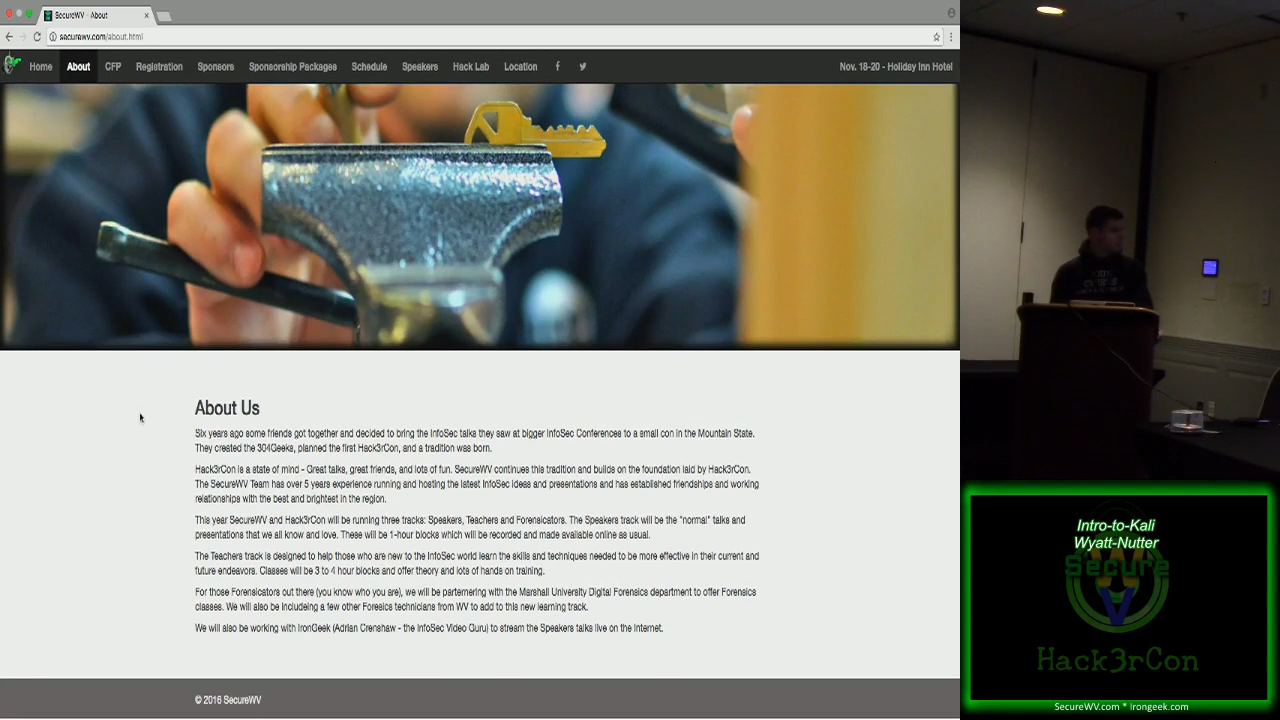 SecureWV - About
securewv.com/about.html
Home About CFP Registration Sponsors Sponsorship Packages Schedule Speakers Hack Lab Location Nov. 18-20 - Holiday Inn Hotel
About Us
Six years ago some friends got together and decided to bring the InfoSec talks they saw at bigger InfoSec Conferences to a small con in the Mountain State.
They created the 304Geeks, planned the first Hack3rCon, and a tradition was born.
Hack3rCon is a state of mind - Great talks, great friends, and lots of fun. SecureWV continues this tradition and builds on the foundation laid by Hack3rCon.
The SecureWV Team has over 5 years experience running and hosting the latest InfoSec ideas and presentations and has established friendships and working
relationships with the best and brightest in the region.
This year SecureWV and Hack3rCon will be running three tracks: Speakers, Teachers and Forensicators. The Speakers track will be the "normal" talks and
presentations that we all know and love. These will be 1-hour blocks which will be recorded and made available online as usual.
The Teachers track is designed to help those who are new to the InfoSec world learn the skills and techniques needed to be more effective in their current and
future endeavors. Classes will be 3 to 4 hour blocks and offer theory and lots of hands on training.
For those Forensicators out there (you know who you are), we will be parternering with the Marshall University Digital Forensics department to offer Forensics
classes. We will also be includeing a few other Foresics technicians from WV to add to this new learning track.
We will also be working with IronGeek (Adrian Crenshaw - the InfoSec Video Guru) to stream the Speakers talks live on the Internet.
© 2016 SecureWV
Intro-to-Kali
Wyatt-Nutter
Secure
WV
Hack3rCon
SecureWV.com * Irongeek.com